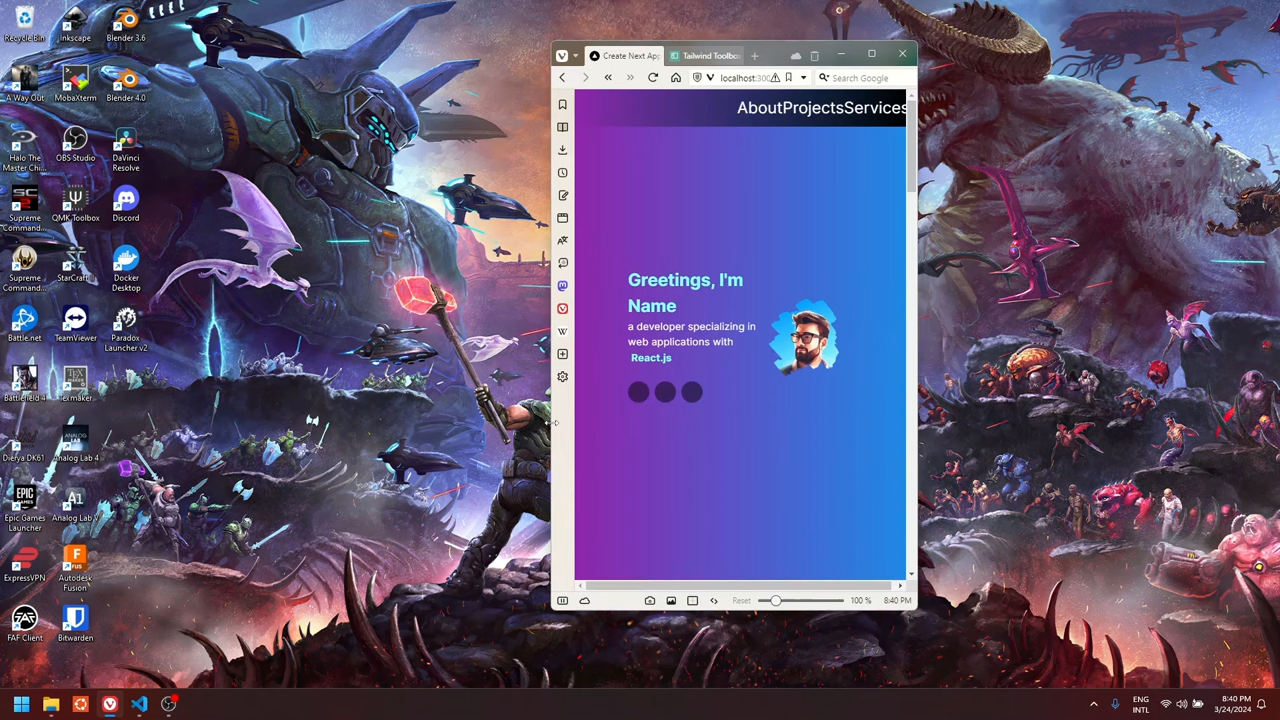 Recycle Bin
Inkscape
Blender 3.6
A Way Out
MobaXterm
Blender 4.0
Halo The
Master Chi...
OBS Studio
DaVinci
Resolve
Supreme
Command...
QMK Toolbox
Discord
Supreme
Command...
StarCraft II
Docker
Desktop
Battle.net
TeamViewer
Paradox
Launcher v2
Battlefield 4
Texmaker
Dierya DK61
Analog Lab 4
Epic Games
Launcher
Analog Lab V
ExpressVPN
Autodesk
Fusion
FAF Client
Bitwarden
Create Next App
Tailwind Toolbox
localhost:300
Search Google
AboutProjectsServices
Greetings, I'm
Name
a developer specializing in
web applications with
React.js
Reset
100 %
8:40 PM
ENG
INTL
8:40 PM
3/24/2024